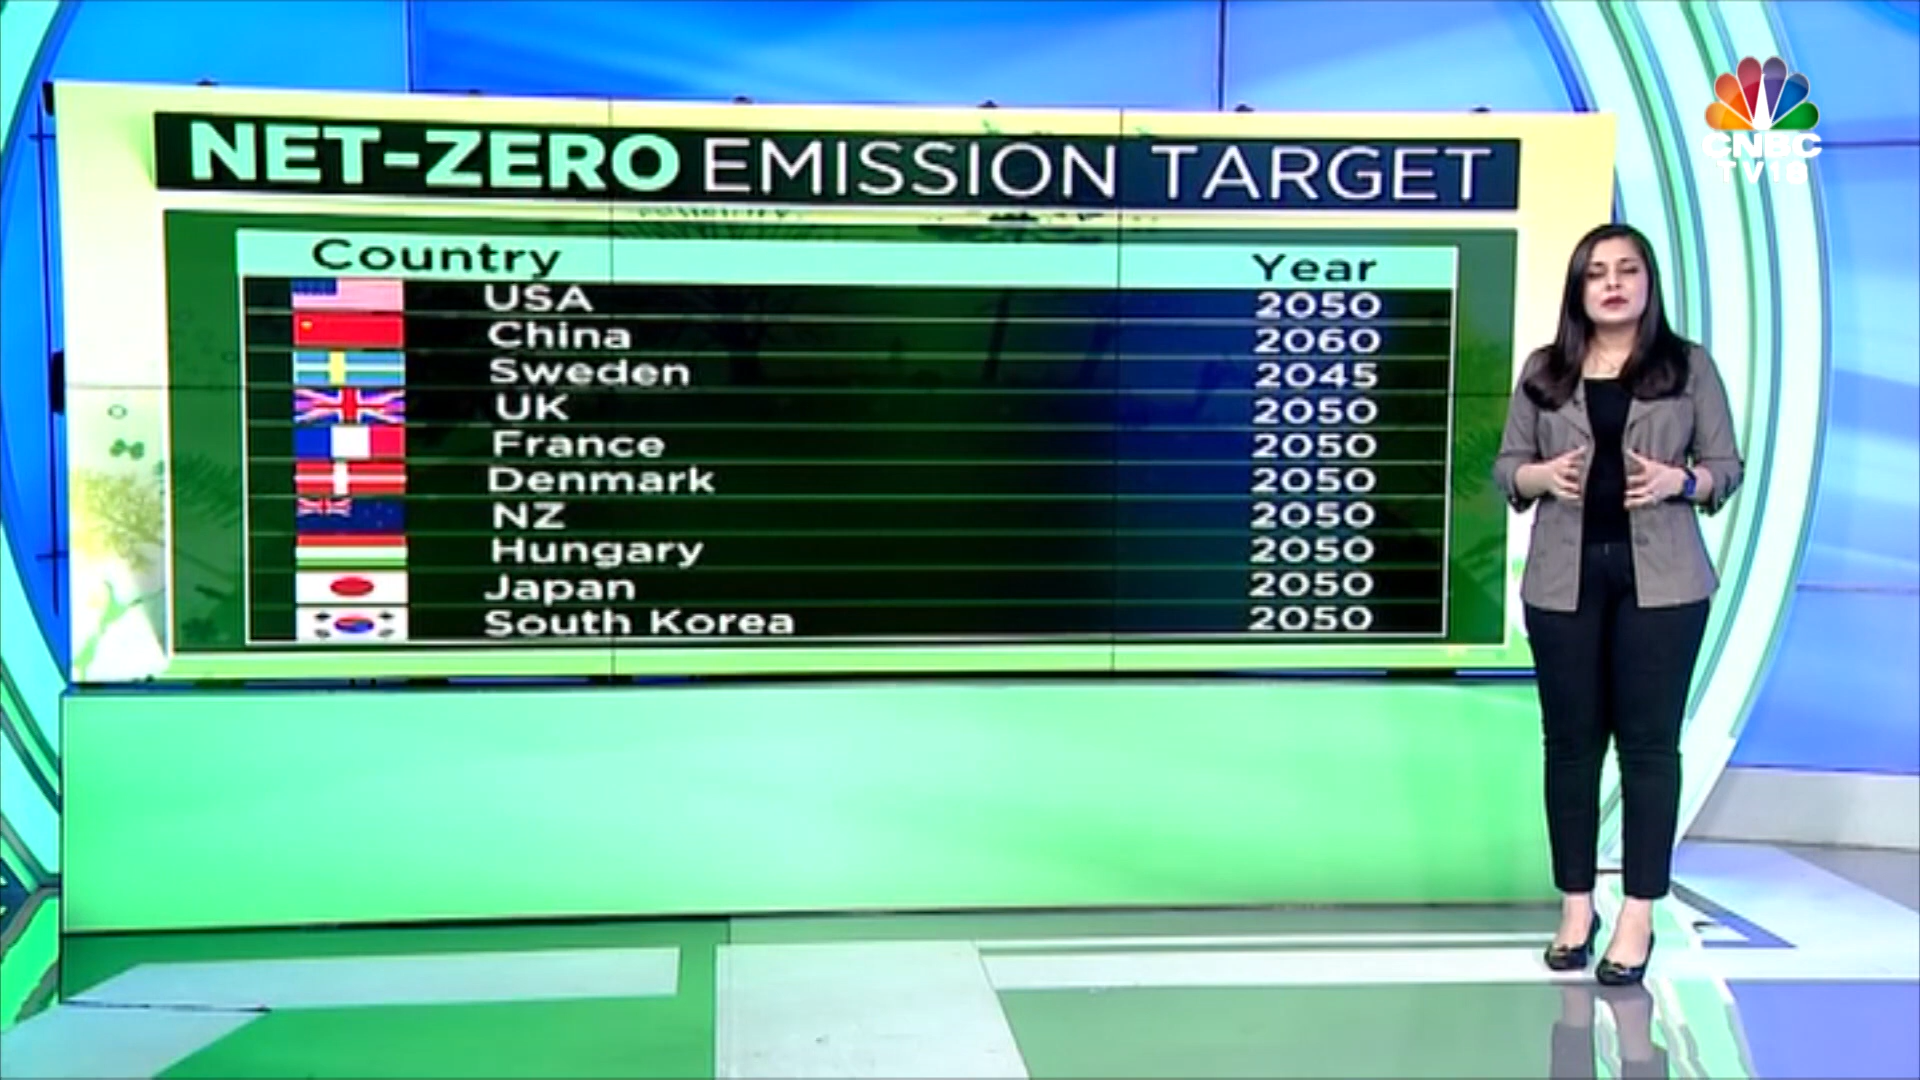 NET-ZERO EMISSION TARGET
Country Year
USA 2050
China 2060
Sweden 2045
UK 2050
France 2050
Denmark 2050
NZ 2050
Hungary 2050
Japan 2050
South Korea 2050
CNBC
TV18